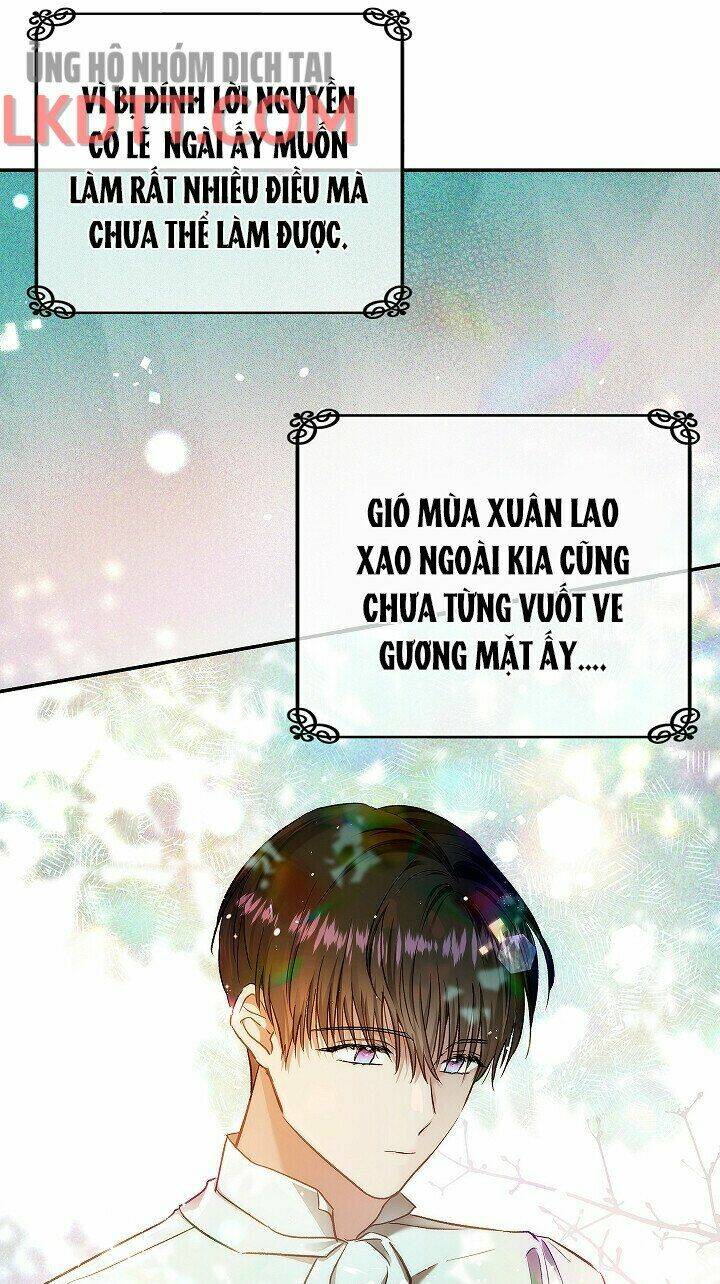 ỦNG HỘ NHÓM DỊCH TẠI
LKDTT.COM
VÌ BỊ DÍNH LỜI NGUYỀN
CÓ LẼ NGÀI ẤY MUỐN
LÀM RẤT NHIỀU ĐIỀU MÀ
CHƯA THỂ LÀM ĐƯỢC.
GIÓ MÙA XUÂN LAO
XAO NGOÀI KIA CŨNG
CHƯA TỪNG VUỐT VE
GƯƠNG MẶT ẤY....